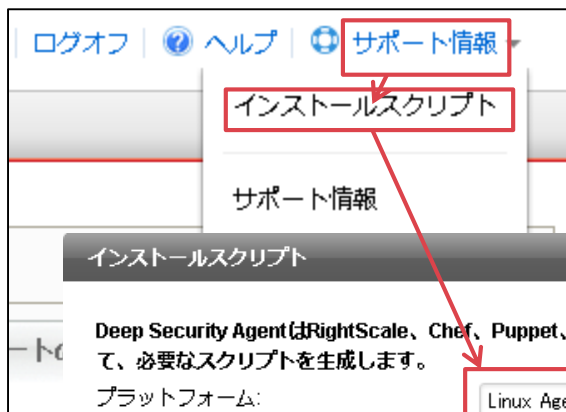 ログオフ ヘルプ サポート情報
インストールスクリプト
サポート情報
インストールスクリプト
Deep Security AgentはRightScale、Chef、Puppet、
て、必要なスクリプトを生成します。
プラットフォーム:
Linux Age